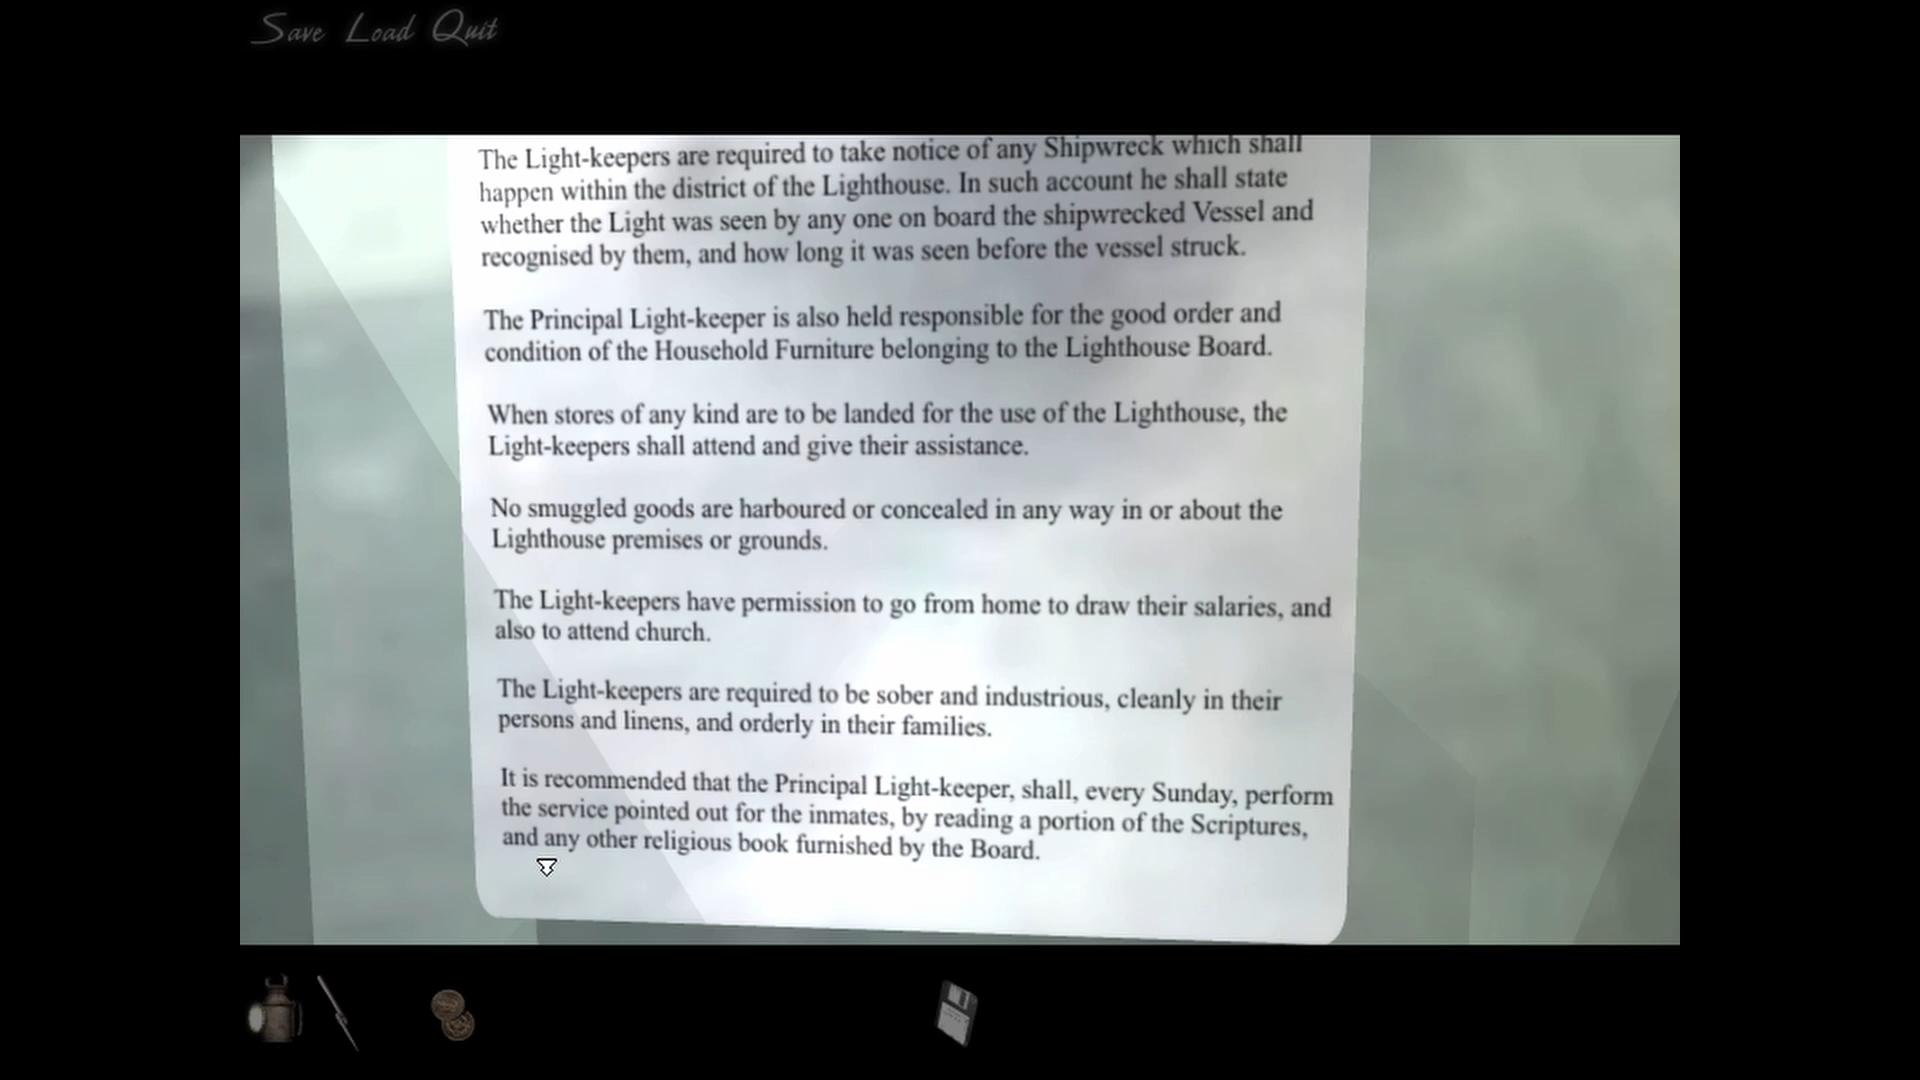 Save Load Quit
The Light-keepers are required to take notice of any Shipwreck which shall
happen within the district of the Lighthouse. In such account he shall state
whether the Light was seen by any one on board the shipwrecked Vessel and
recognised by them, and how long it was seen before the vessel struck.
The Principal Light-keeper is also held responsible for the good order and
condition of the Household Furniture belonging to the Lighthouse Board.
When stores of any kind are to be landed for the use of the Lighthouse, the
Light-keepers shall attend and give their assistance.
No smuggled goods are harboured or concealed in any way in or about the
Lighthouse premises or grounds.
The Light-keepers have permission to go from home to draw their salaries, and
also to attend church.
The Light-keepers are required to be sober and industrious, cleanly in their
persons and linens, and orderly in their families.
It is recommended that the Principal Light-keeper, shall, every Sunday, perform
the service pointed out for the inmates, by reading a portion of the Scriptures,
and any other religious book furnished by the Board.